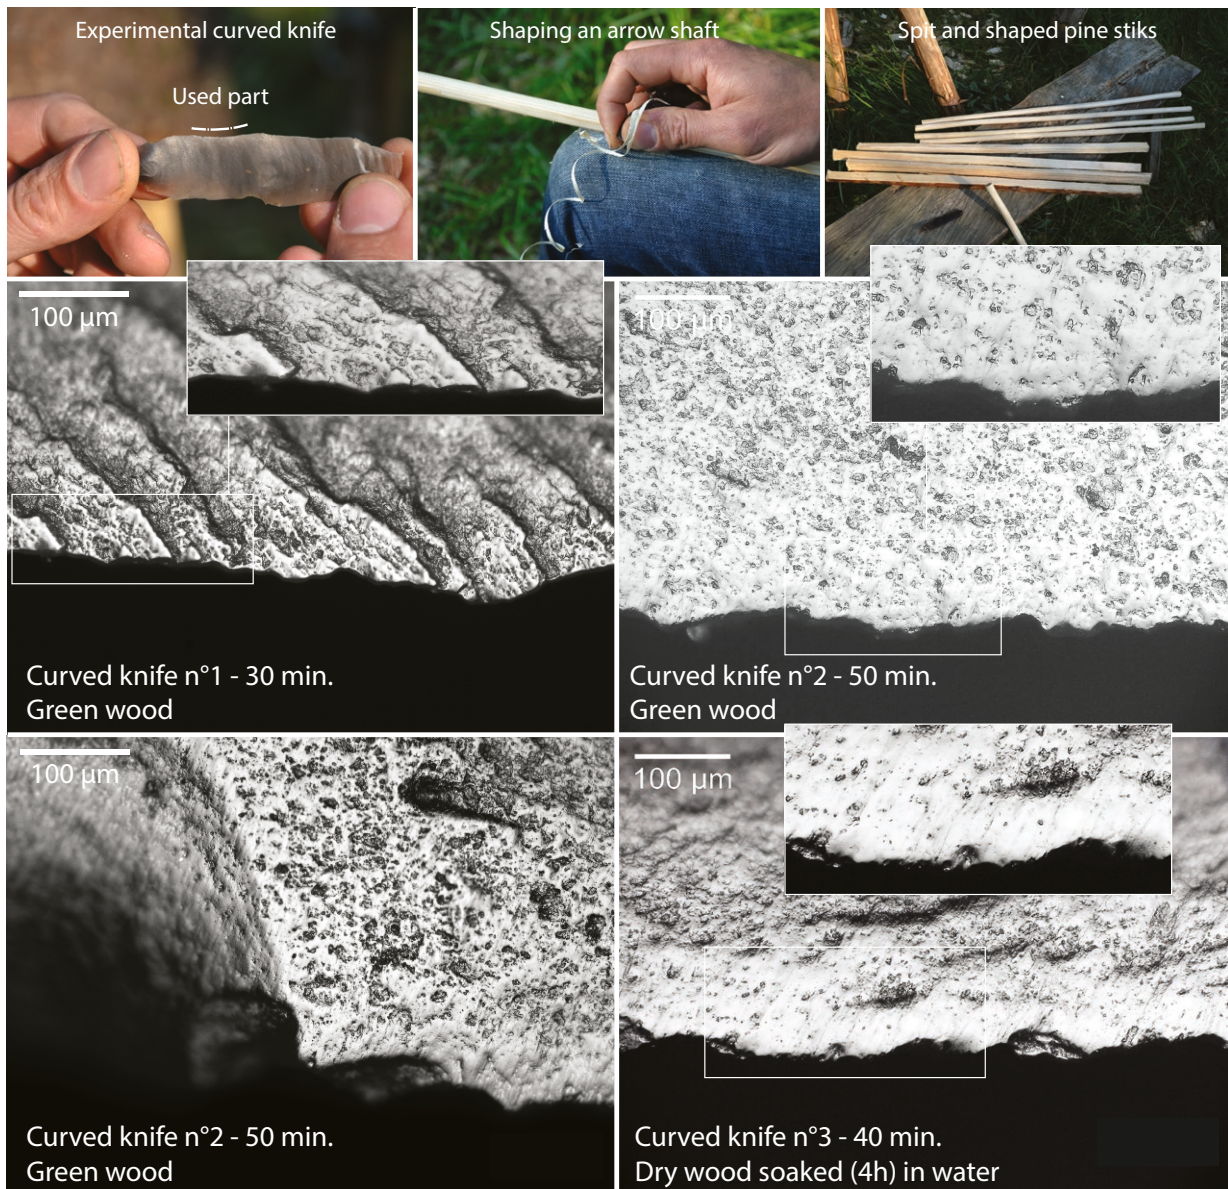 Experimental curved knife
Used part
Shaping an arrow shaft
Spit and shaped pine stiks
100 µm
100 µm
Curved knife n°1 - 30 min.
Green wood
Curved knife n°2 - 50 min.
Green wood
100 µm
100 µm
Curved knife n°2 - 50 min.
Green wood
Curved knife n°3 - 40 min.
Dry wood soaked (4h) in water